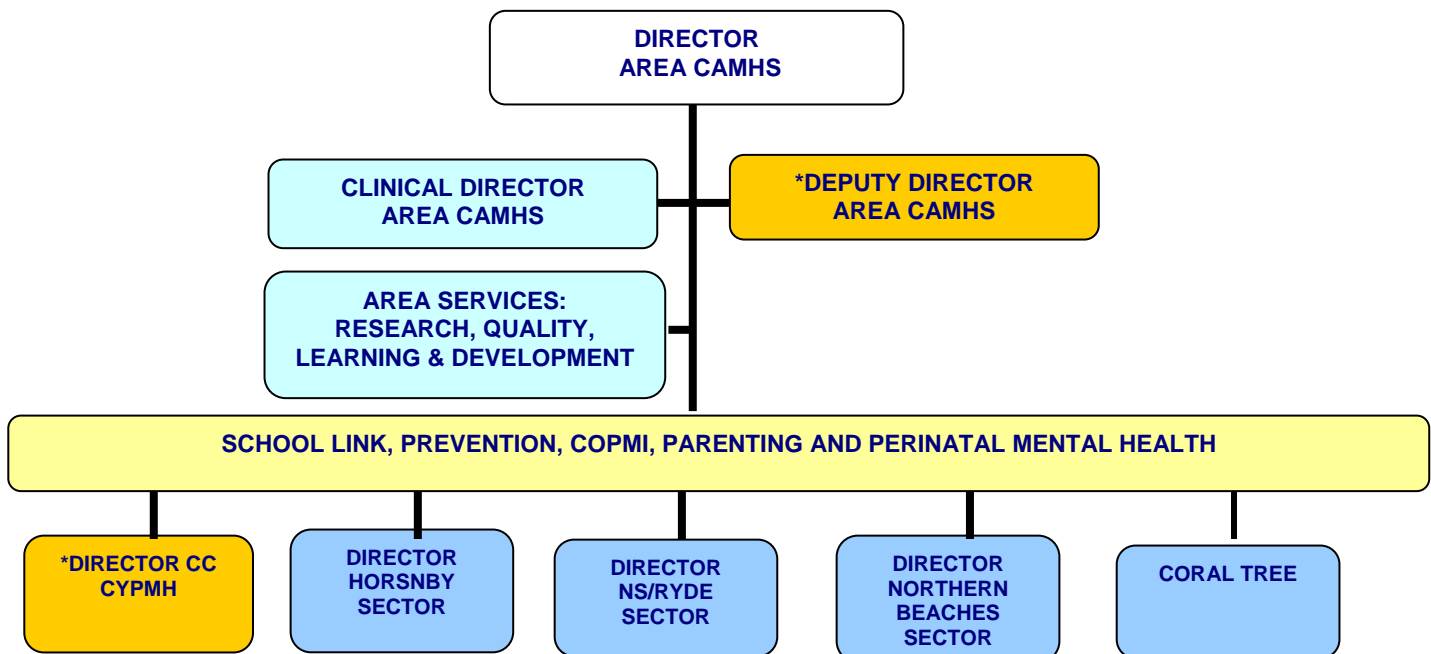 DIRECTOR
AREA CAMHS
CLINICAL DIRECTOR
AREA CAMHS
*DEPUTY DIRECTOR
AREA CAMHS
AREA SERVICES:
RESEARCH, QUALITY,
LEARNING & DEVELOPMENT
SCHOOL LINK, PREVENTION, COPMI, PARENTING AND PERINATAL MENTAL HEALTH
*DIRECTOR CC
CYPMH
DIRECTOR
HORSNBY
SECTOR
DIRECTOR
NS/RYDE
SECTOR
DIRECTOR
NORTHERN
BEACHES
SECTOR
CORAL TREE